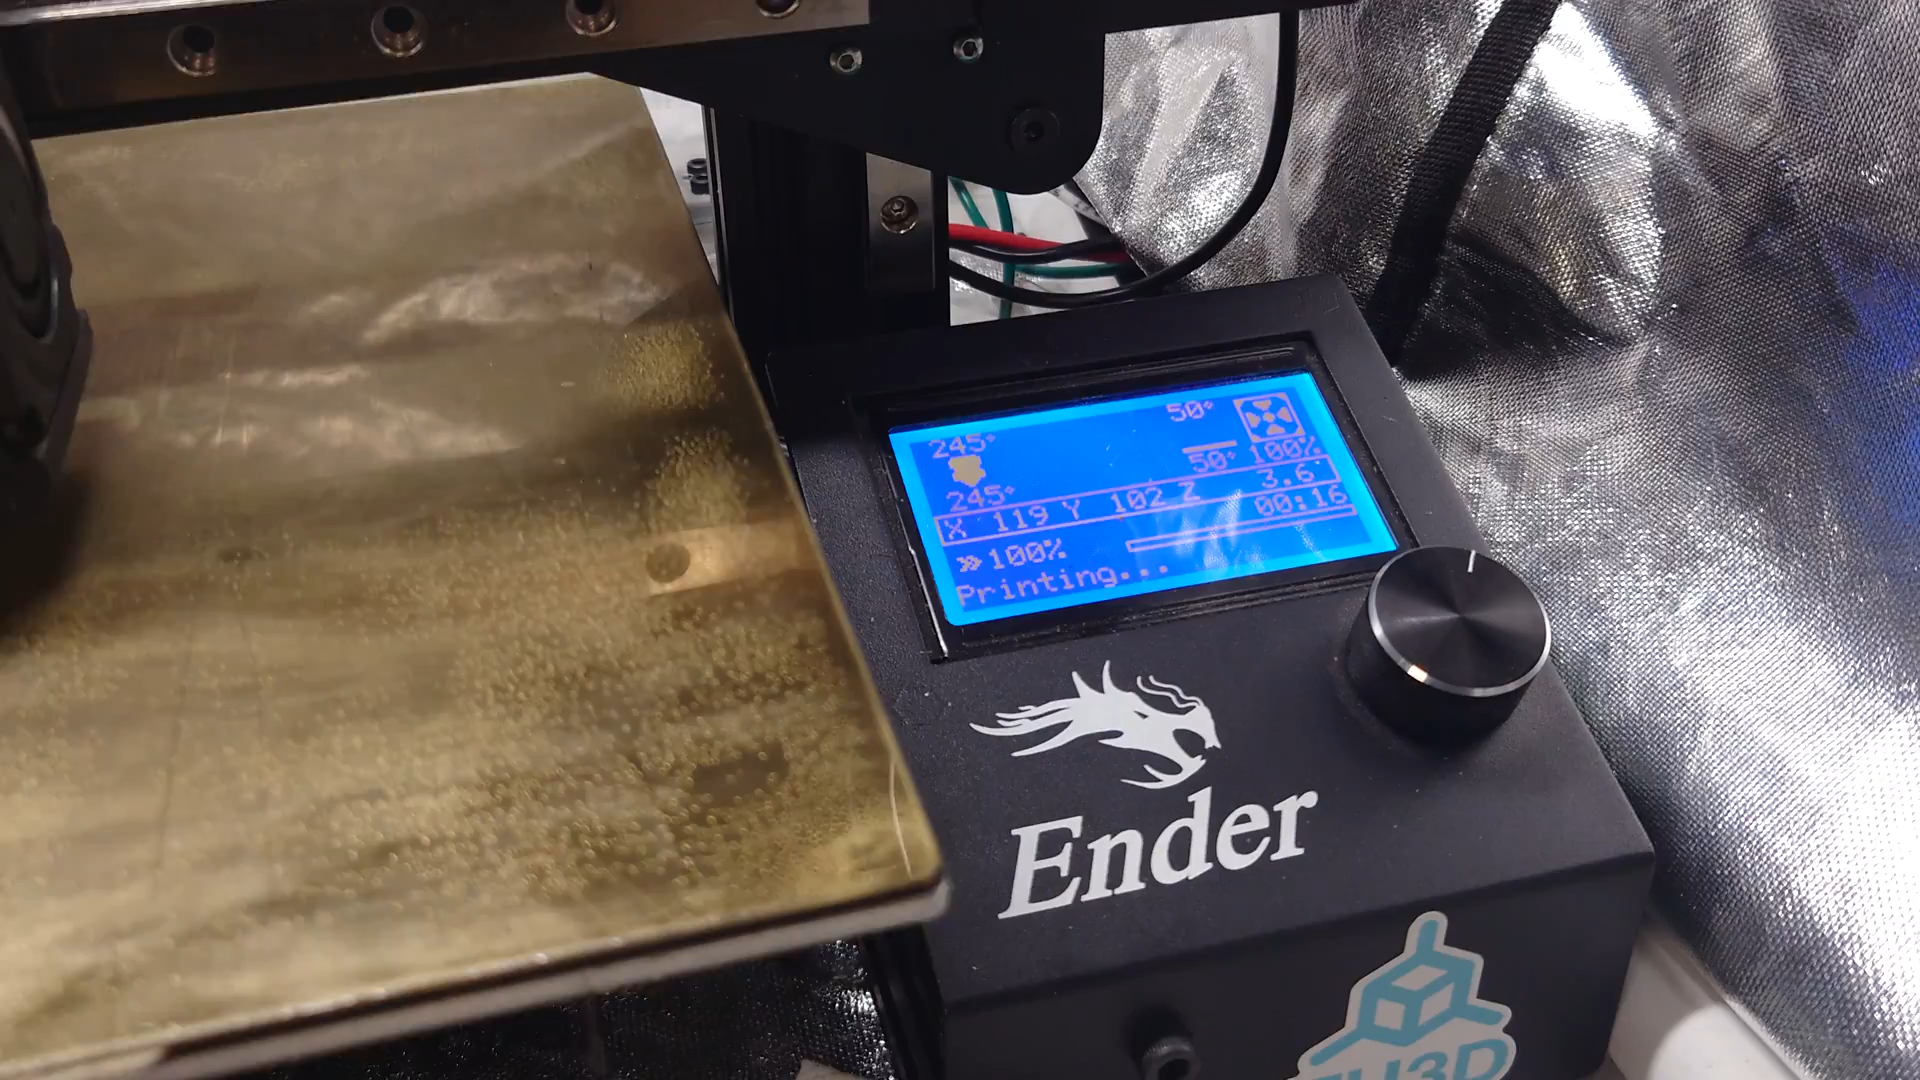 50°
245°
50° 100%
245°
X 119 Y 102 Z 3.6
00:16
»100%
Printing...
Ender